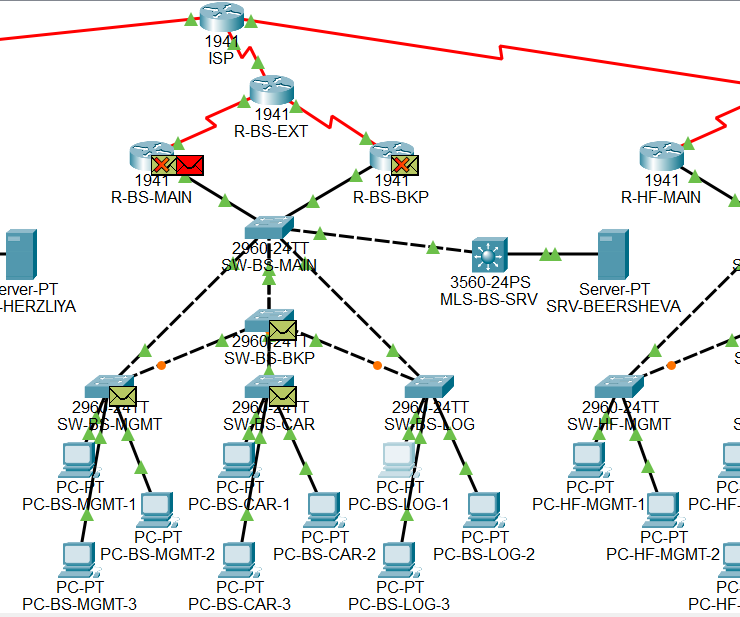 1941
ISP
1941
R-BS-EXT
1941
R-BS-MAIN
1941
R-BS-BKP
1941
R-HF-MAIN
2960-24TT
SW-BS-MAIN
3560-24PS
MLS-BS-SRV
Server-PT
SRV-BEERSHEVA
erver-PT
-HERZLIYA
2960-24TT
SW-BS-BKP
2960-24TT
SW-BS-MGMT
2960-24TT
SW-BS-CAR
2960-24TT
SW-BS-LOG
2960-24TT
SW-HF-MGMT
PC-PT
PC-BS-MGMT-1
PC-PT
PC-BS-CAR-1
PC-PT
PC-BS-LOG-1
PC-PT
PC-HF-MGMT-1
PC-HF-
PC-PT
PC-BS-MGMT-2
PC-PT
PC-BS-CAR-2
PC-PT
PC-BS-LOG-2
PC-PT
PC-HF-MGMT-2
PC-PT
PC-BS-MGMT-3
PC-PT
PC-BS-CAR-3
PC-PT
PC-BS-LOG-3
PC-HF-